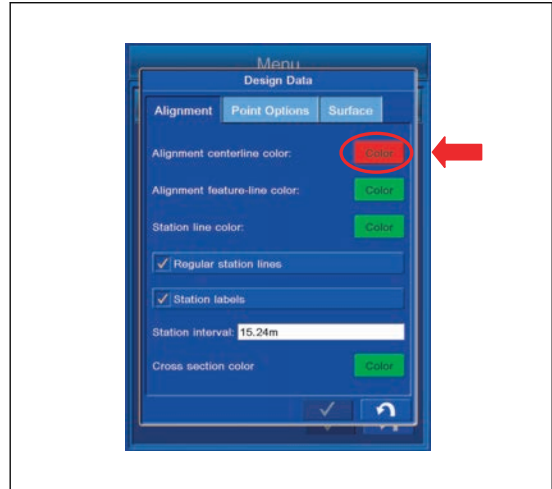 Menu
Design Data
Alignment Point Options Surface
Alignment centerline color: Color
Alignment feature-line color: Color
Station line color: Color
Regular station lines
Station labels
Station interval: 15.24m
Cross section color Color